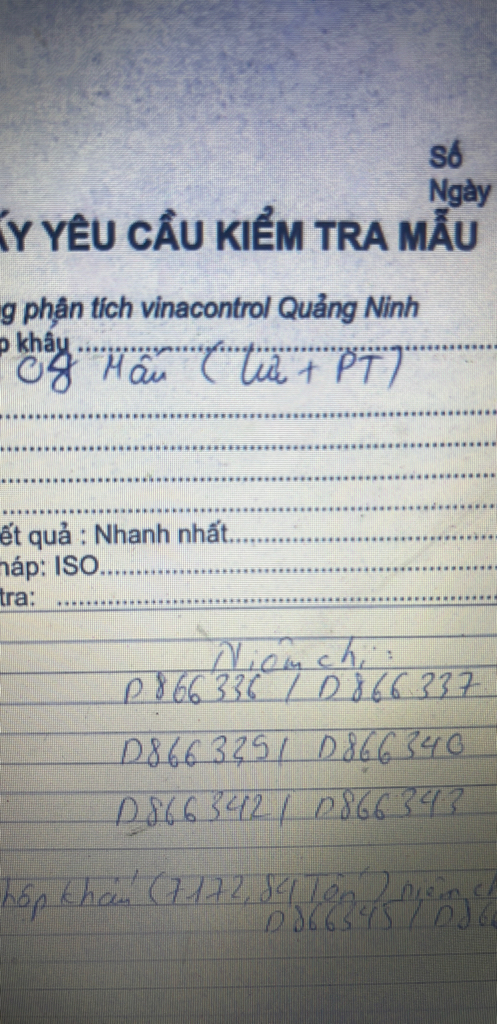 Số
Ngày
ẤY YÊU CẦU KIỂM TRA MẪU
g phân tích vinacontrol Quảng Ninh
p khẩu
08 Mẫu ( lưu + PT )
ết quả : Nhanh nhất
háp: ISO
tra:
Niêm chì :
D866336 / D866337
D866339 / D866340
D866342 / D866343
hập khẩu (7172,84 Tấn) niêm ch
D866345 / D86